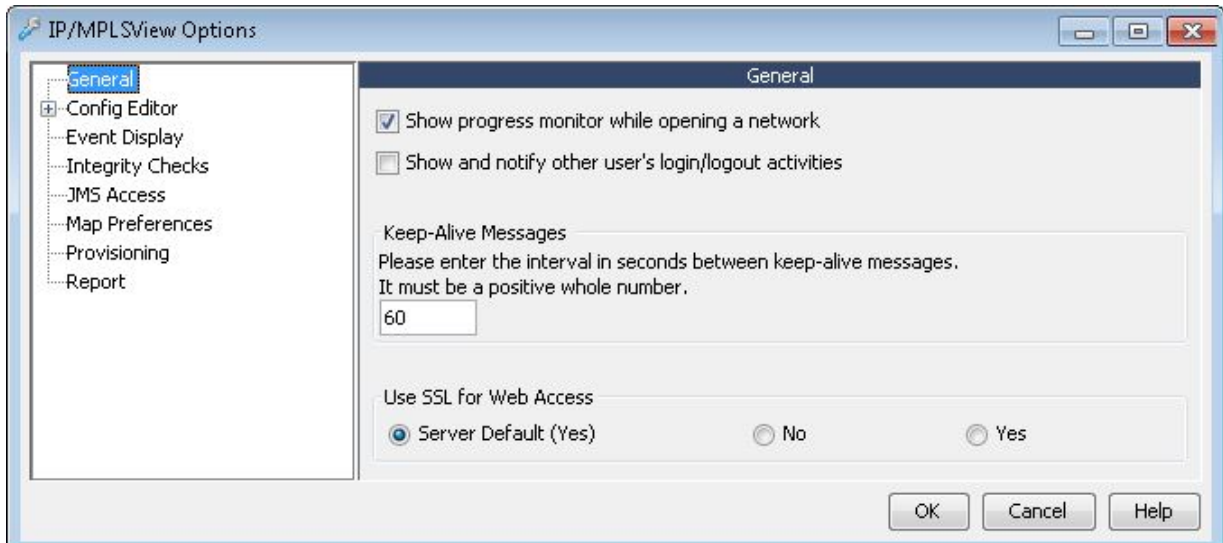 IP/MPLSView Options
General
Config Editor
Event Display
Integrity Checks
JMS Access
Map Preferences
Provisioning
Report
General
Show progress monitor while opening a network
Show and notify other user's login/logout activities
Keep-Alive Messages
Please enter the interval in seconds between keep-alive messages.
It must be a positive whole number.
60
Use SSL for Web Access
Server Default (Yes) No Yes
OK Cancel Help